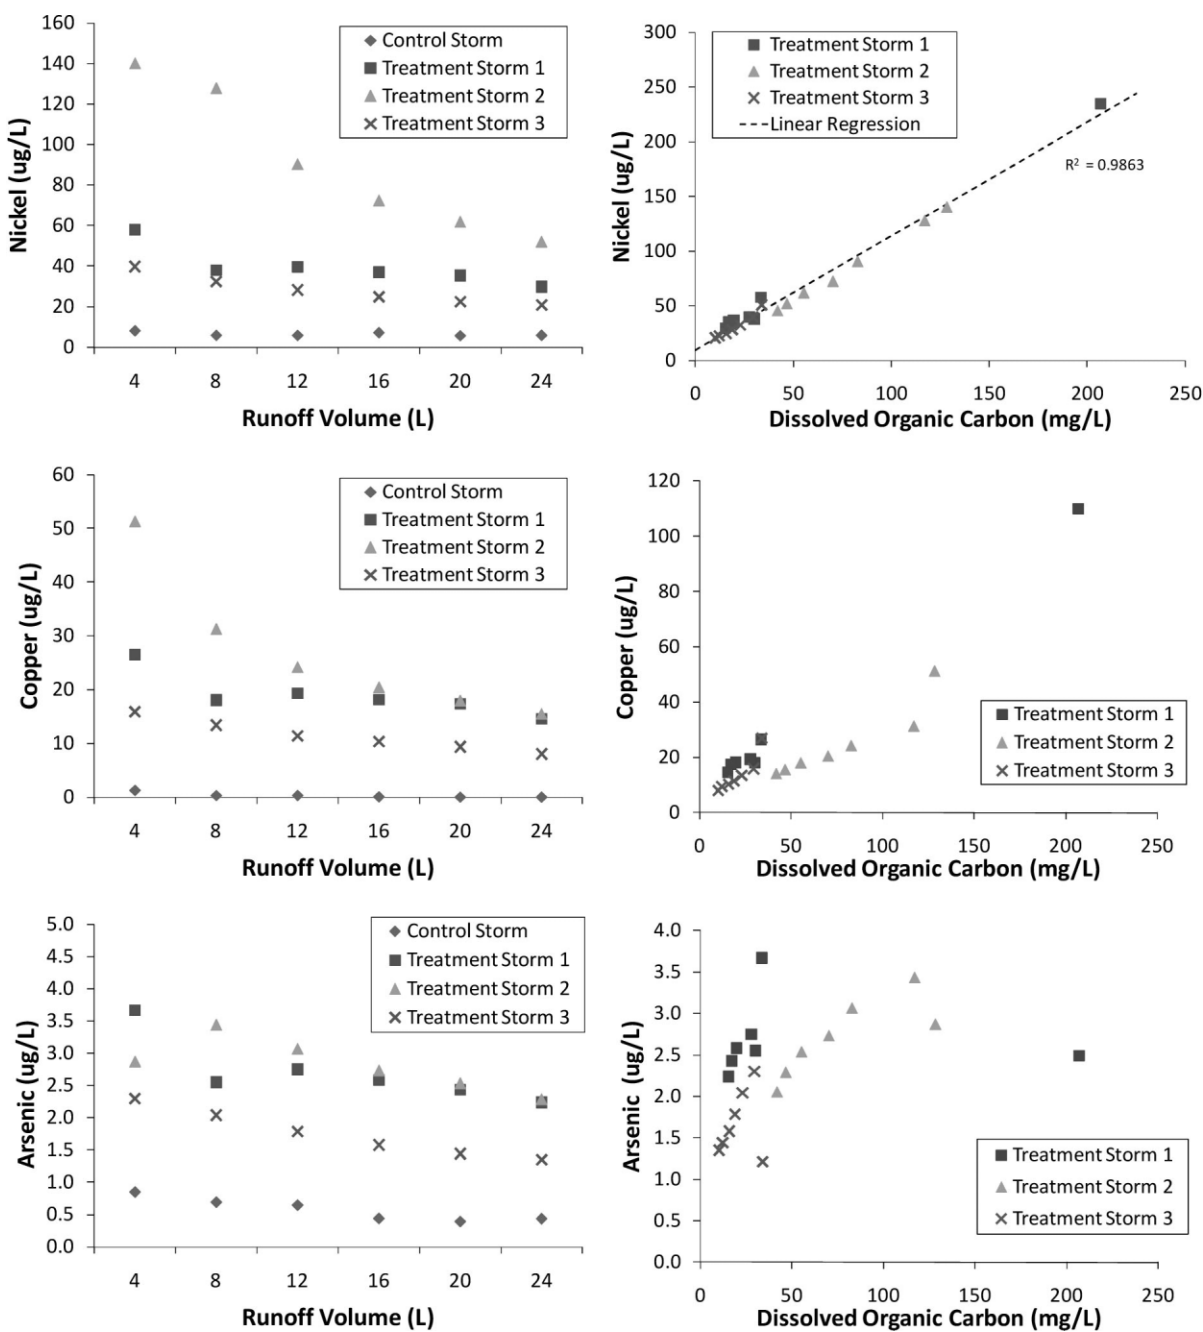 160
140
120
100
80
60
40
20
0
Nickel (ug/L)
Control Storm
Treatment Storm 1
Treatment Storm 2
Treatment Storm 3
4 8 12 16 20 24
Runoff Volume (L)
300
250
200
150
100
50
0
Nickel (ug/L)
Treatment Storm 1
Treatment Storm 2
Treatment Storm 3
Linear Regression
R² = 0.9863
0 50 100 150 200 250
Dissolved Organic Carbon (mg/L)
60
50
40
30
20
10
0
Copper (ug/L)
Control Storm
Treatment Storm 1
Treatment Storm 2
Treatment Storm 3
4 8 12 16 20 24
Runoff Volume (L)
120
100
80
60
40
20
0
Copper (ug/L)
Treatment Storm 1
Treatment Storm 2
Treatment Storm 3
0 50 100 150 200 250
Dissolved Organic Carbon (mg/L)
5.0
4.5
4.0
3.5
3.0
2.5
2.0
1.5
1.0
0.5
0.0
Arsenic (ug/L)
Control Storm
Treatment Storm 1
Treatment Storm 2
Treatment Storm 3
4 8 12 16 20 24
Runoff Volume (L)
4.0
3.5
3.0
2.5
2.0
1.5
1.0
0.5
0.0
Arsenic (ug/L)
Treatment Storm 1
Treatment Storm 2
Treatment Storm 3
0 50 100 150 200 250
Dissolved Organic Carbon (mg/L)